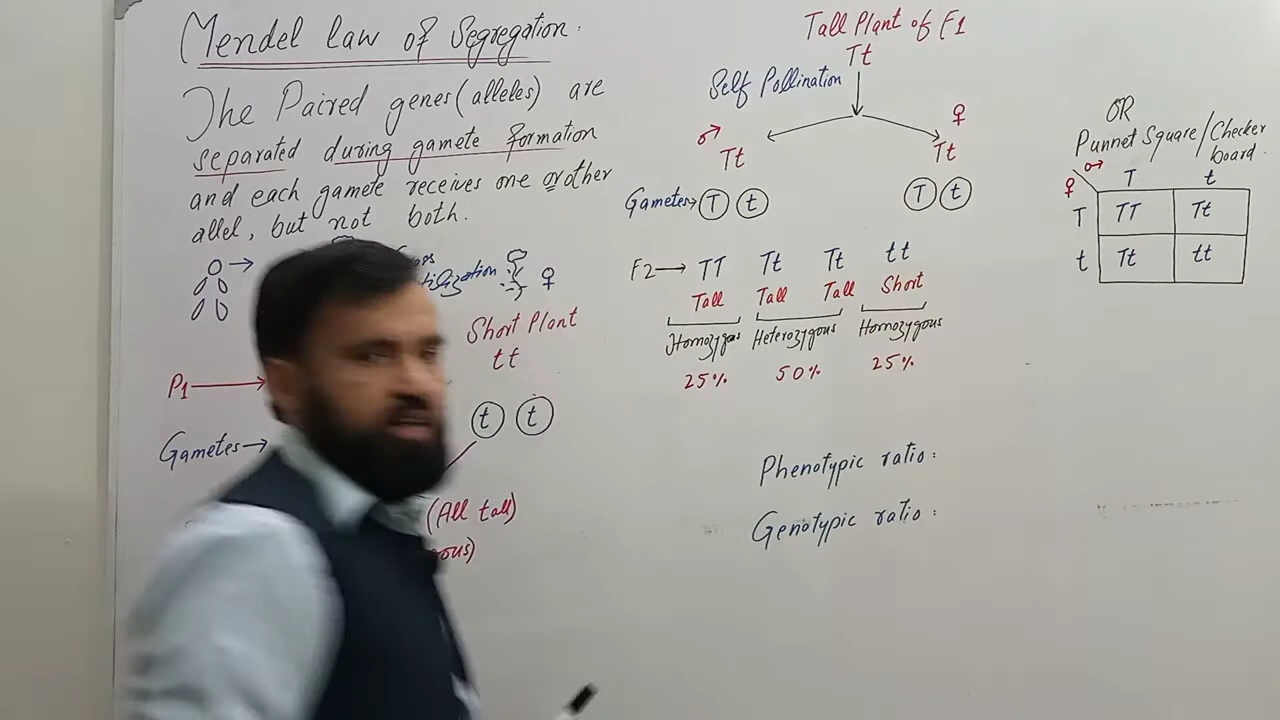 Mendel law of Segregation.
The Paired genes (alleles) are
separated during gamete formation
and each gamete receives one or other
allel, but not both.
♀
Short Plant
tt
P1
Gametes
t t
(All tall)
Tall Plant of F1
Tt
Self Pollination
♂ ♀
Tt Tt
Gametes T t T t
F2 TT Tt Tt tt
Tall Tall Tall Short
Homozygous Heterozygous Homozygous
25% 50% 25%
Phenotypic ratio:
Genotypic ratio:
OR
Punnet Square/Checker
board.
♀ ♂ T t
T TT Tt
t Tt tt